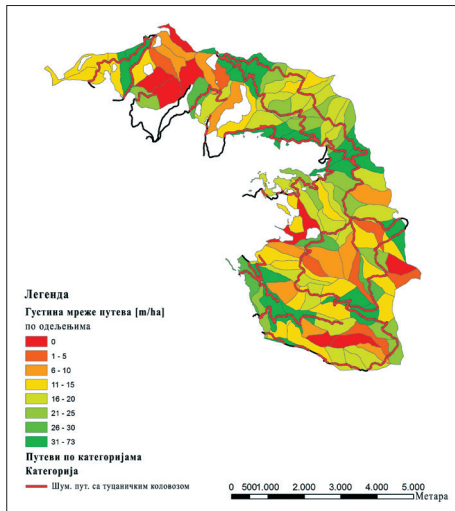 Легенда
Густина мреже путева [m/ha]
по одељењима
0
1 - 5
6 - 10
11 - 15
16 - 20
21 - 25
26 - 30
31 - 73
Путеви по категоријама
Категорија
Шум. пут. са туцаничким коловозом
0 5001.000 2.000 3.000 4.000 5.000
Метара